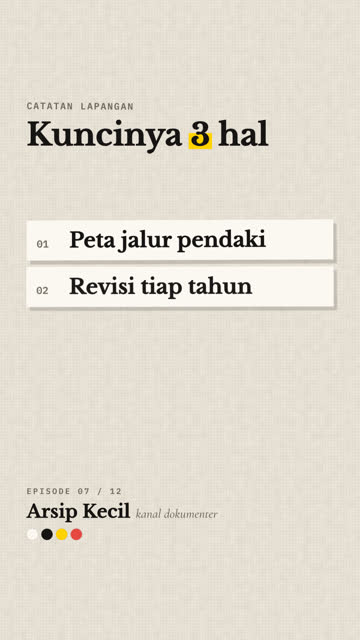 CATATAN LAPANGAN
Kuncinya 3 hal
01 Peta jalur pendaki
02 Revisi tiap tahun
EPISODE 07 / 12
Arsip Kecil kanal dokumenter